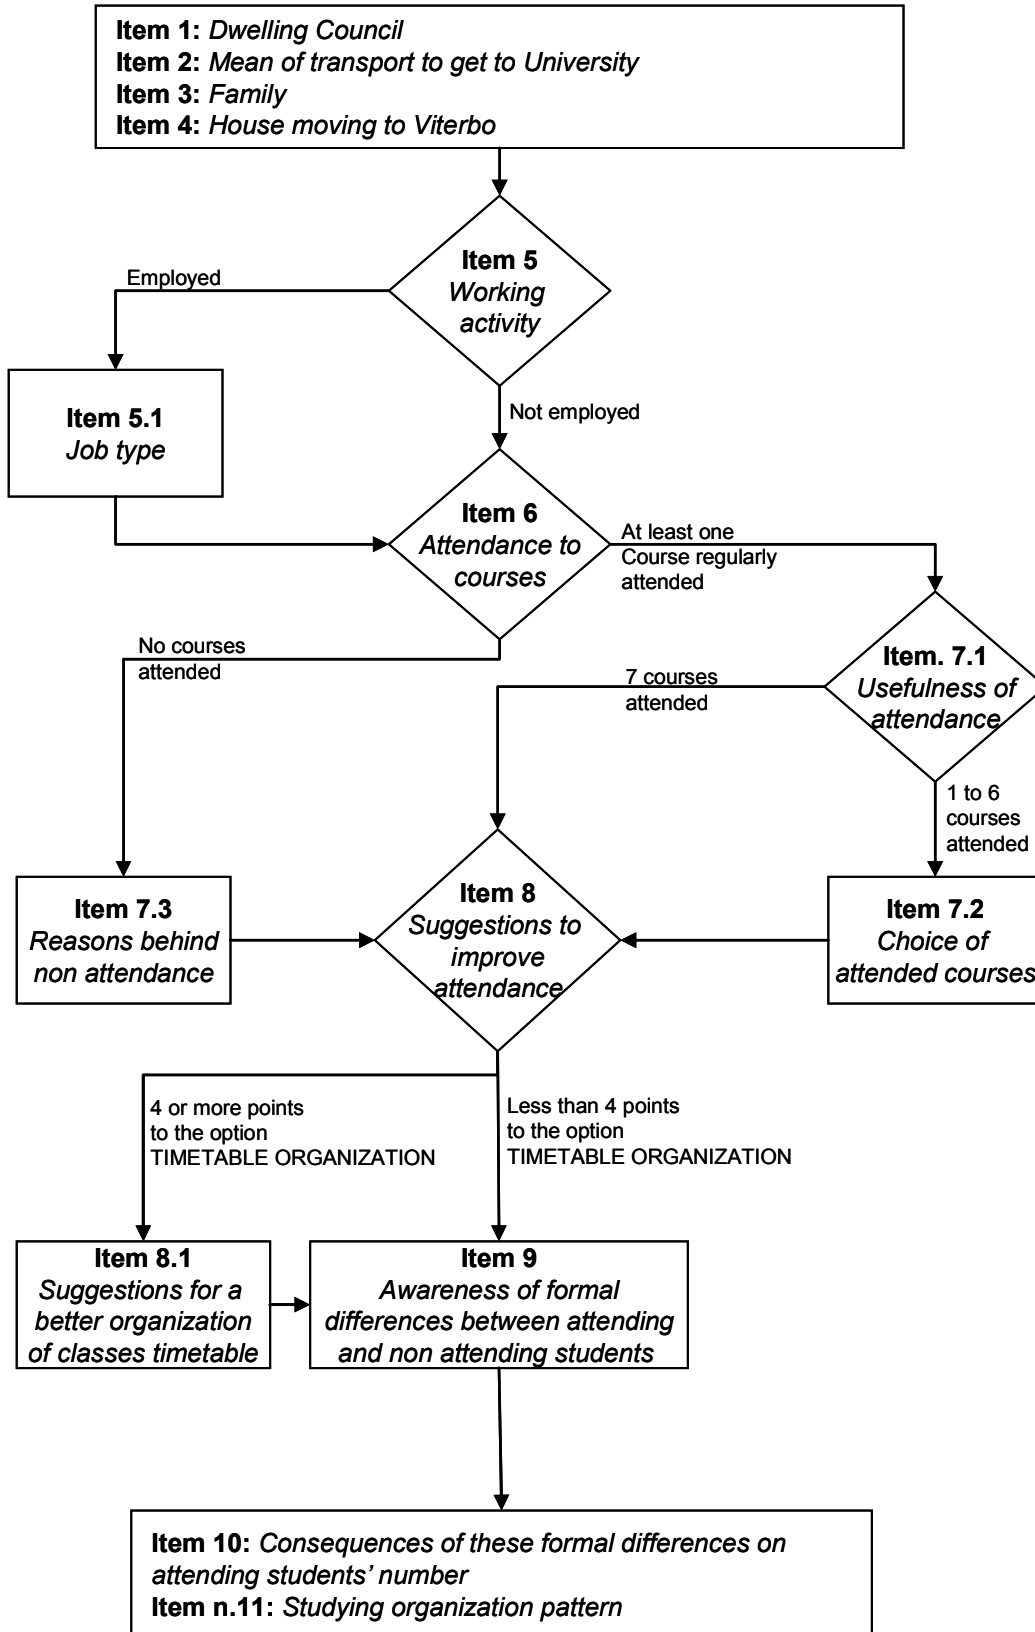 Item 1: Dwelling Council
Item 2: Mean of transport to get to University
Item 3: Family
Item 4: House moving to Viterbo
Item 5
Working
activity
Employed
Not employed
Item 5.1
Job type
Item 6
Attendance to
courses
At least one
Course regularly
attended
No courses
attended
Item. 7.1
Usefulness of
attendance
7 courses
attended
1 to 6
courses
attended
Item 7.3
Reasons behind
non attendance
Item 8
Suggestions to
improve
attendance
Item 7.2
Choice of
attended courses
4 or more points
to the option
TIMETABLE ORGANIZATION
Less than 4 points
to the option
TIMETABLE ORGANIZATION
Item 8.1
Suggestions for a
better organization
of classes timetable
Item 9
Awareness of formal
differences between attending
and non attending students
Item 10: Consequences of these formal differences on
attending students’ number
Item n.11: Studying organization pattern